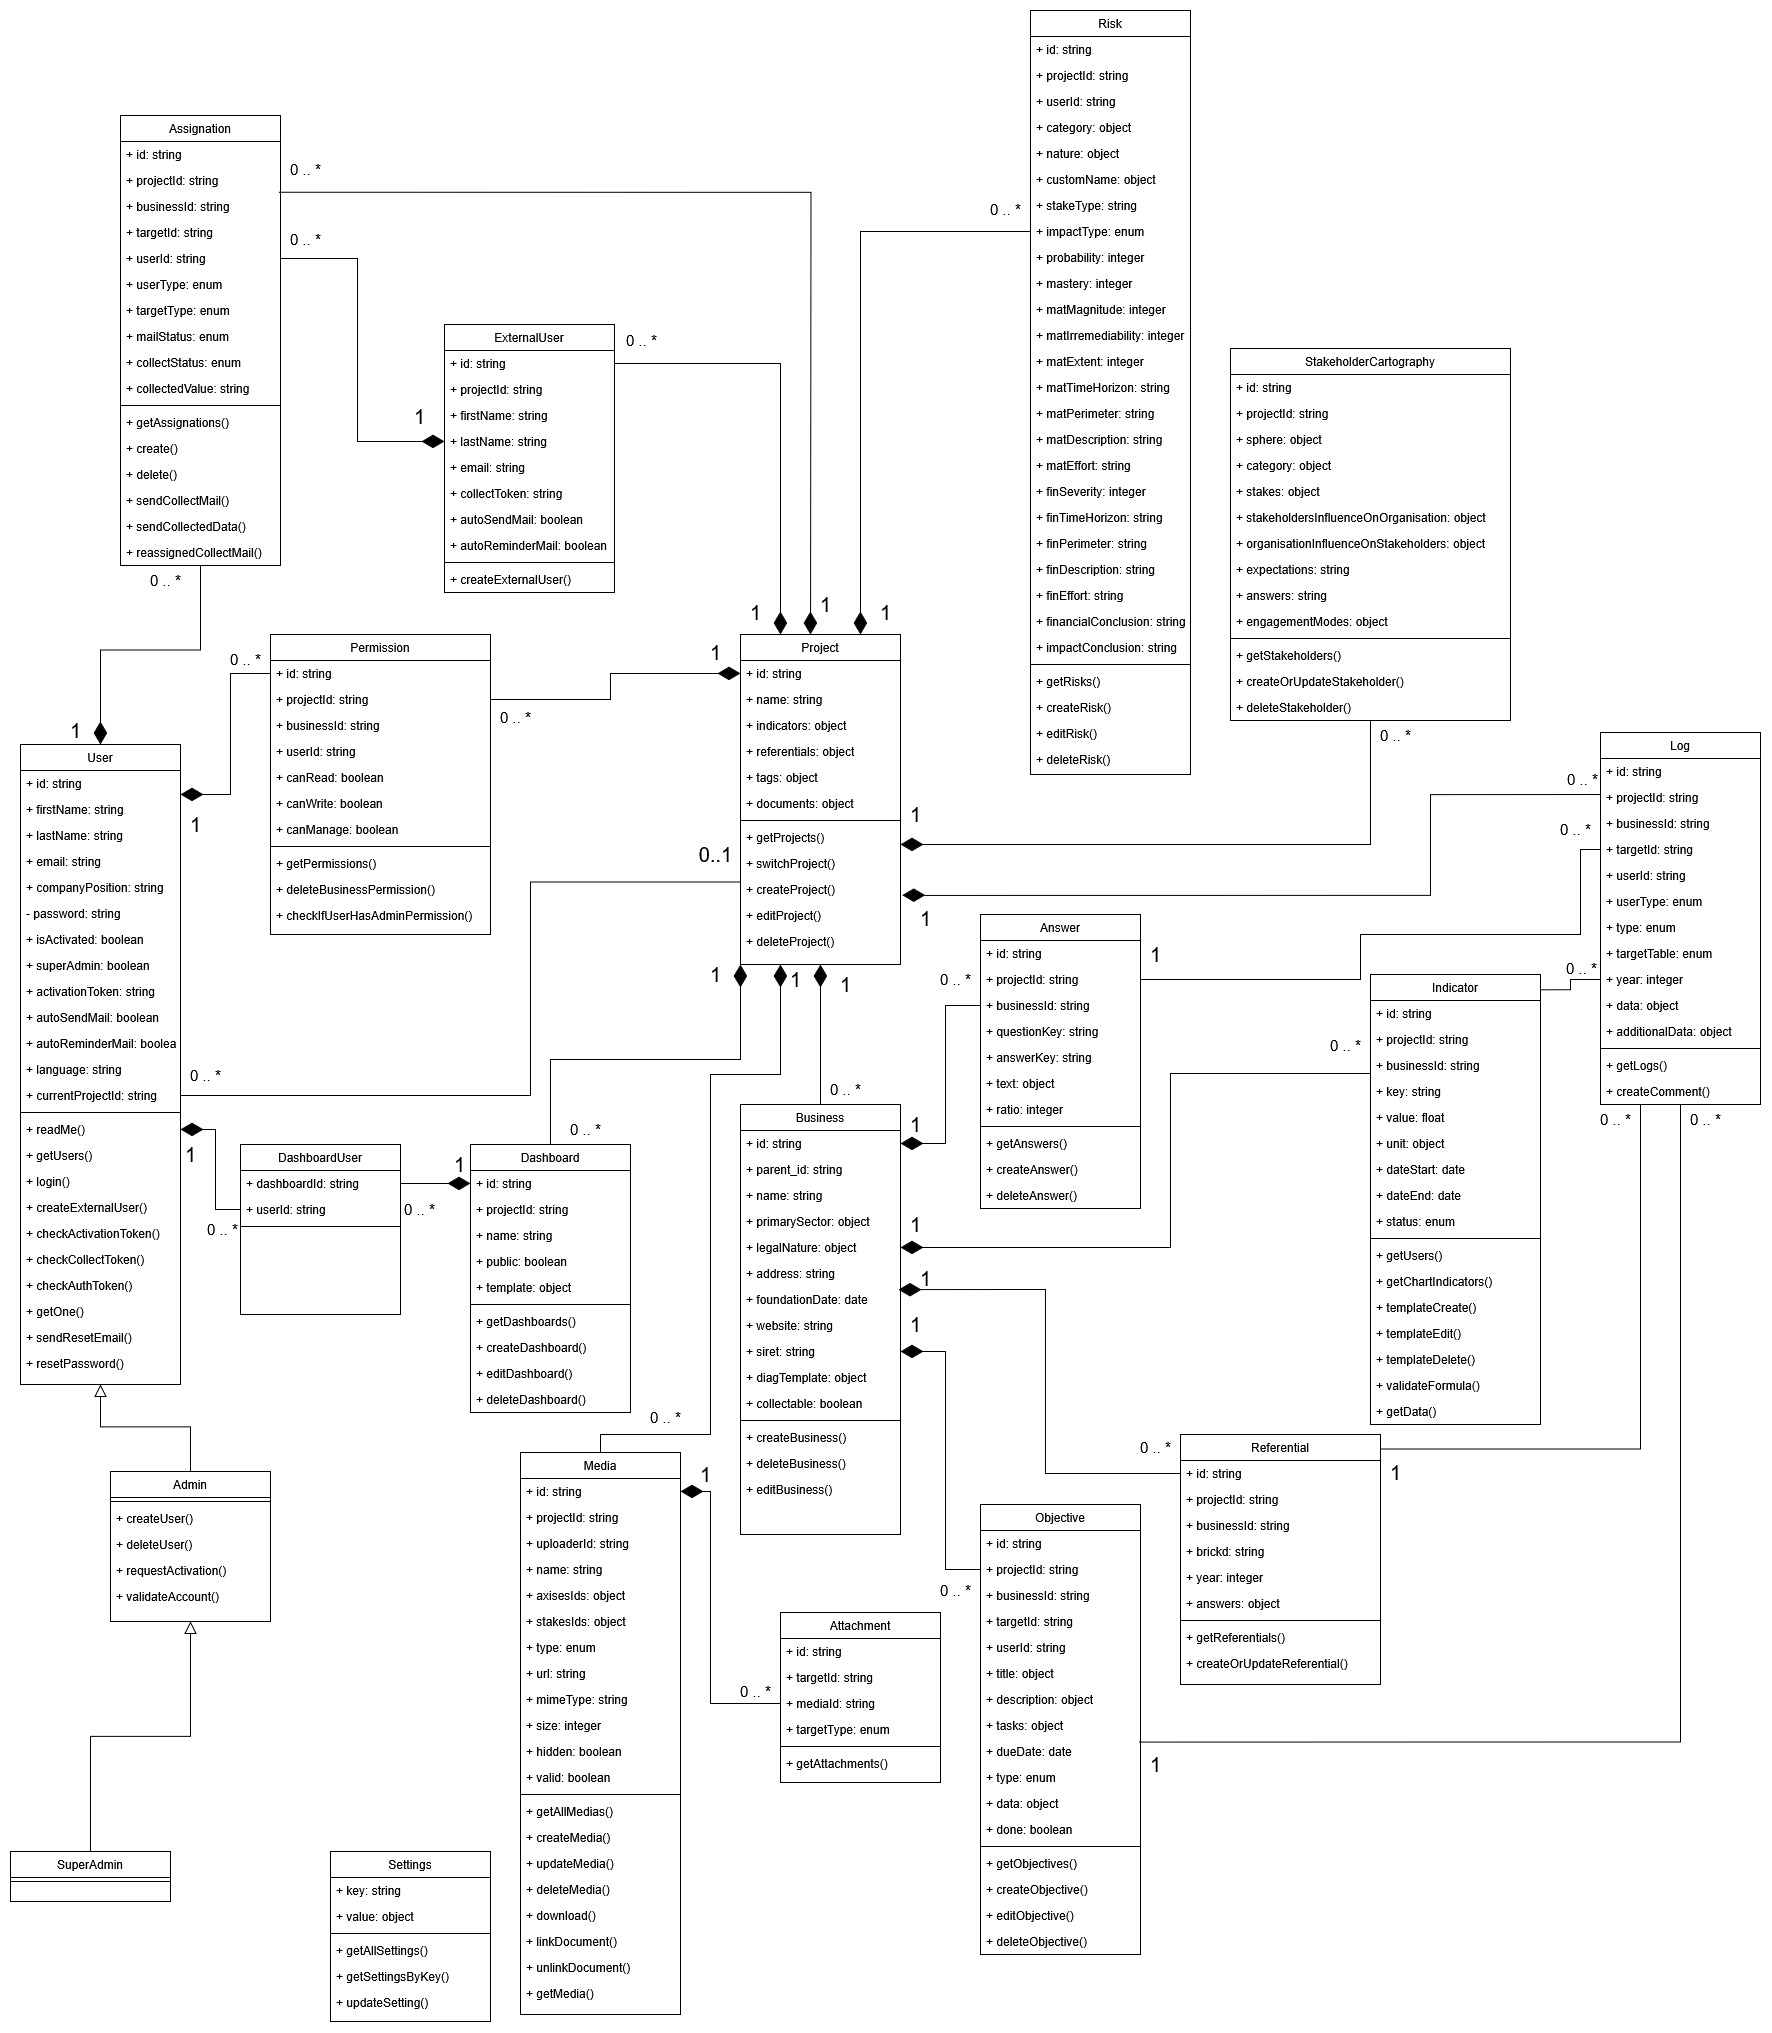 Risk
+ id: string
+ projectId: string
+ userId: string
+ category: object
+ nature: object
+ customName: object
+ stakeType: string
+ impactType: enum
+ probability: integer
+ mastery: integer
+ matMagnitude: integer
+ matIrremediability: integer
+ matExtent: integer
+ matTimeHorizon: string
+ matPerimeter: string
+ matDescription: string
+ matEffort: string
+ finSeverity: integer
+ finTimeHorizon: string
+ finPerimeter: string
+ finDescription: string
+ finEffort: string
+ financialConclusion: string
+ impactConclusion: string
+ getRisks()
+ createRisk()
+ editRisk()
+ deleteRisk()
0 .. *
Assignation
+ id: string
+ projectId: string
+ businessId: string
+ targetId: string
+ userId: string
+ userType: enum
+ targetType: enum
+ mailStatus: enum
+ collectStatus: enum
+ collectedValue: string
+ getAssignations()
+ create()
+ delete()
+ sendCollectMail()
+ sendCollectedData()
+ reassignedCollectMail()
0 .. *
0 .. *
0 .. *
ExternalUser
+ id: string
+ projectId: string
+ firstName: string
+ lastName: string
+ email: string
+ collectToken: string
+ autoSendMail: boolean
+ autoReminderMail: boolean
+ createExternalUser()
0 .. *
1
StakeholderCartography
+ id: string
+ projectId: string
+ sphere: object
+ category: object
+ stakes: object
+ stakeholdersInfluenceOnOrganisation: object
+ organisationInfluenceOnStakeholders: object
+ expectations: string
+ answers: string
+ engagementModes: object
+ getStakeholders()
+ createOrUpdateStakeholder()
+ deleteStakeholder()
0 .. *
Permission
+ id: string
+ projectId: string
+ businessId: string
+ userId: string
+ canRead: boolean
+ canWrite: boolean
+ canManage: boolean
+ getPermissions()
+ deleteBusinessPermission()
+ checkIfUserHasAdminPermission()
0 .. *
0 .. *
1
1
1
1
Project
+ id: string
+ name: string
+ indicators: object
+ referentials: object
+ tags: object
+ documents: object
+ getProjects()
+ switchProject()
+ createProject()
+ editProject()
+ deleteProject()
0..1
1
1
1
1
1
1
User
+ id: string
+ firstName: string
+ lastName: string
+ email: string
+ companyPosition: string
- password: string
+ isActivated: boolean
+ superAdmin: boolean
+ activationToken: string
+ autoSendMail: boolean
+ autoReminderMail: boolea
+ language: string
+ currentProjectId: string
+ readMe()
+ getUsers()
+ login()
+ createExternalUser()
+ checkActivationToken()
+ checkCollectToken()
+ checkAuthToken()
+ getOne()
+ sendResetEmail()
+ resetPassword()
1
0 .. *
1
Log
+ id: string
+ projectId: string
+ businessId: string
+ targetId: string
+ userId: string
+ userType: enum
+ type: enum
+ targetTable: enum
+ year: integer
+ data: object
+ additionalData: object
+ getLogs()
+ createComment()
0 .. *
0 .. *
0 .. *
0 .. *
0 .. *
Answer
+ id: string
+ projectId: string
+ businessId: string
+ questionKey: string
+ answerKey: string
+ text: object
+ ratio: integer
+ getAnswers()
+ createAnswer()
+ deleteAnswer()
0 .. *
1
Indicator
+ id: string
+ projectId: string
+ businessId: string
+ key: string
+ value: float
+ unit: object
+ dateStart: date
+ dateEnd: date
+ status: enum
+ getUsers()
+ getChartIndicators()
+ templateCreate()
+ templateEdit()
+ templateDelete()
+ validateFormula()
+ getData()
0 .. *
DashboardUser
+ dashboardId: string
+ userId: string
0 .. *
0 .. *
1
Dashboard
+ id: string
+ projectId: string
+ name: string
+ public: boolean
+ template: object
+ getDashboards()
+ createDashboard()
+ editDashboard()
+ deleteDashboard()
0 .. *
Business
+ id: string
+ parent_id: string
+ name: string
+ primarySector: object
+ legalNature: object
+ address: string
+ foundationDate: date
+ website: string
+ siret: string
+ diagTemplate: object
+ collectable: boolean
+ createBusiness()
+ deleteBusiness()
+ editBusiness()
0 .. *
1
1
1
1
Admin
+ createUser()
+ deleteUser()
+ requestActivation()
+ validateAccount()
Media
+ id: string
+ projectId: string
+ uploaderId: string
+ name: string
+ axisesIds: object
+ stakesIds: object
+ type: enum
+ url: string
+ mimeType: string
+ size: integer
+ hidden: boolean
+ valid: boolean
+ getAllMedias()
+ createMedia()
+ updateMedia()
+ deleteMedia()
+ download()
+ linkDocument()
+ unlinkDocument()
+ getMedia()
0 .. *
1
Referential
+ id: string
+ projectId: string
+ businessId: string
+ brickd: string
+ year: integer
+ answers: object
+ getReferentials()
+ createOrUpdateReferential()
0 .. *
1
Objective
+ id: string
+ projectId: string
+ businessId: string
+ targetId: string
+ userId: string
+ title: object
+ description: object
+ tasks: object
+ dueDate: date
+ type: enum
+ data: object
+ done: boolean
+ getObjectives()
+ createObjective()
+ editObjective()
+ deleteObjective()
0 .. *
1
Attachment
+ id: string
+ targetId: string
+ mediaId: string
+ targetType: enum
+ getAttachments()
0 .. *
SuperAdmin
Settings
+ key: string
+ value: object
+ getAllSettings()
+ getSettingsByKey()
+ updateSetting()